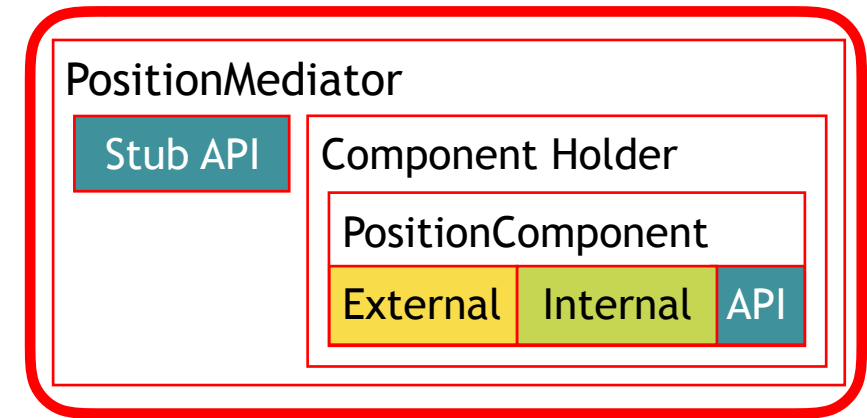 PositionMediator
Stub API
Component Holder
PositionComponent
External
Internal
API